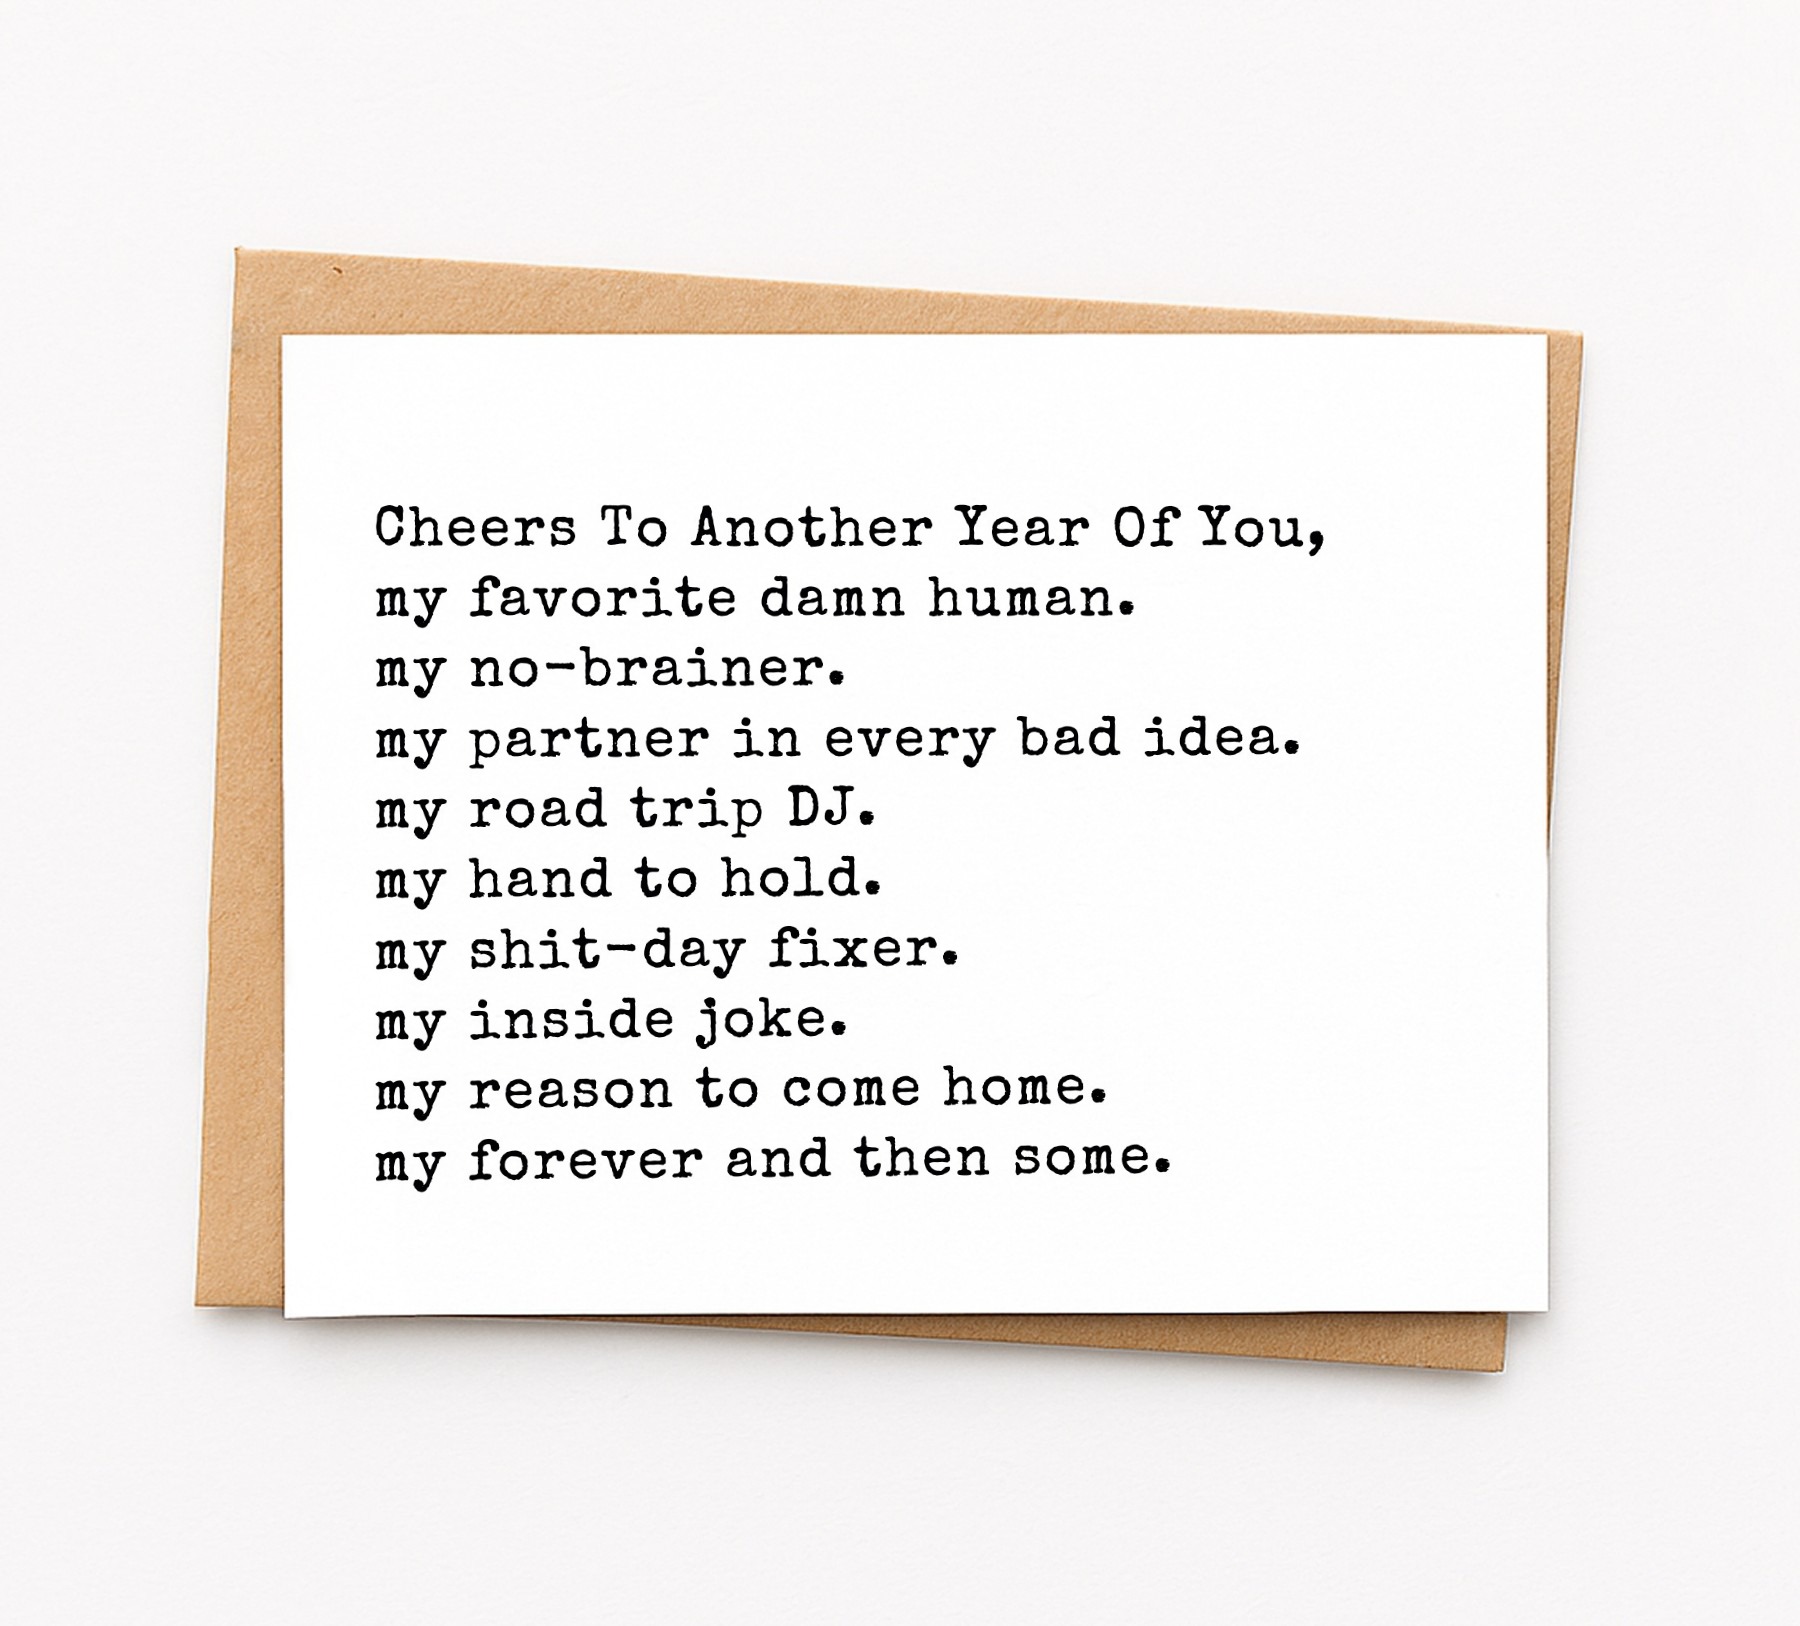 Cheers To Another Year Of You,
my favorite damn human.
my no-brainer.
my partner in every bad idea.
my road trip DJ.
my hand to hold.
my shit-day fixer.
my inside joke.
my reason to come home.
my forever and then some.